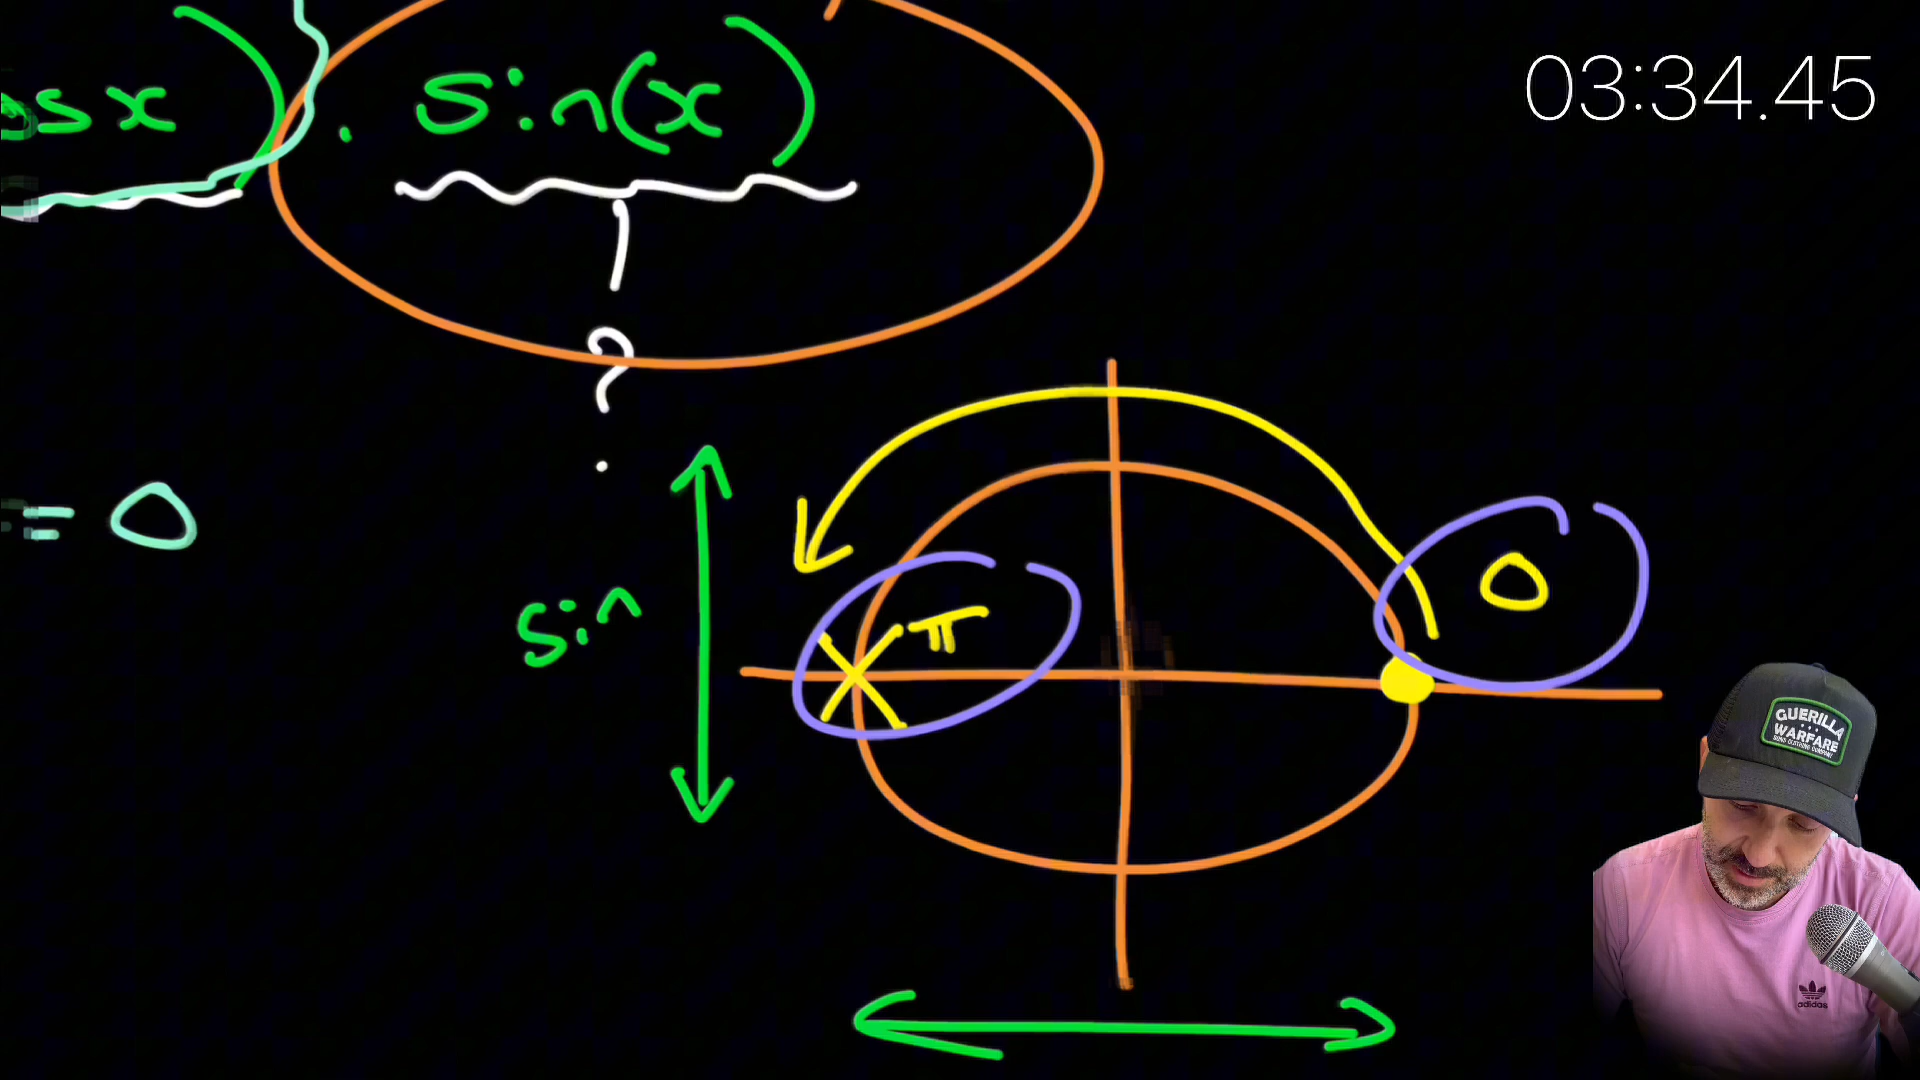 03:34.45
sx) . sin(x)
?
= 0
sin
π
0
GUERILLA
WARFARE
adidas